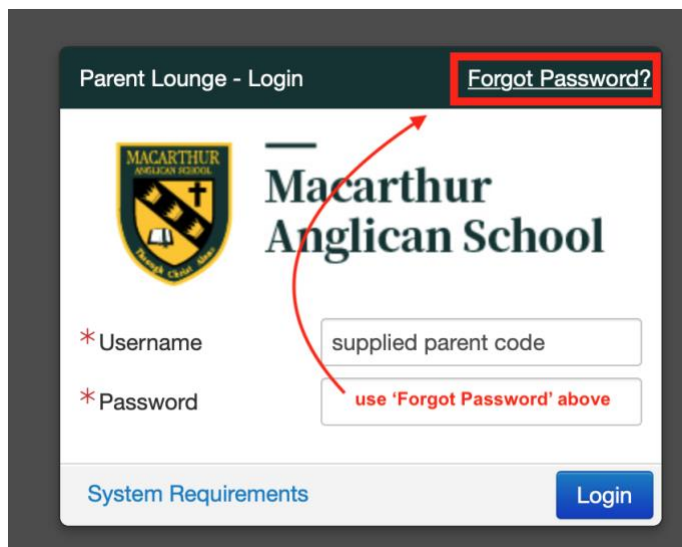 Parent Lounge - Login
Forgot Password?
MACARTHUR
ANGLICAN SCHOOL
Through Christ Alone
Macarthur
Anglican School
*Username
supplied parent code
*Password
use ‘Forgot Password’ above
System Requirements
Login